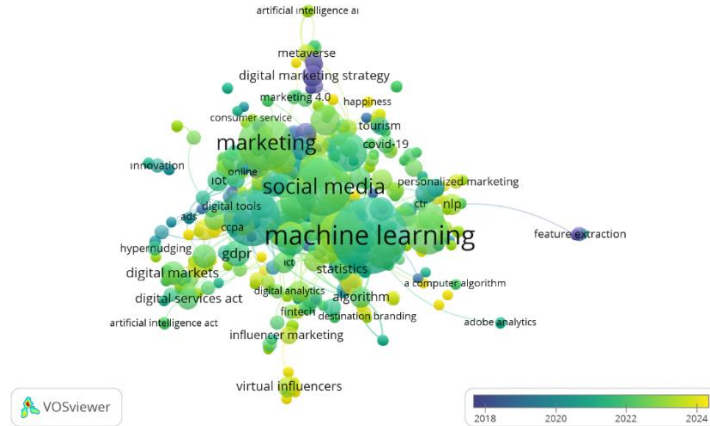 artificial intelligence ai
metaverse
digital marketing strategy
marketing 4.0
happiness
consumer service
tourism
marketing
covid-19
innovation
online
iot
social media
personalized marketing
digital tools
ctr
nlp
ads
ccpa
machine learning
feature extraction
hypernudging
gdpr
ict
statistics
digital markets
a computer algorithm
digital analytics
algorithm
digital services act
fintech
destination branding
artificial intelligence act
adobe analytics
influencer marketing
virtual influencers
VOSviewer
2018
2020
2022
2024